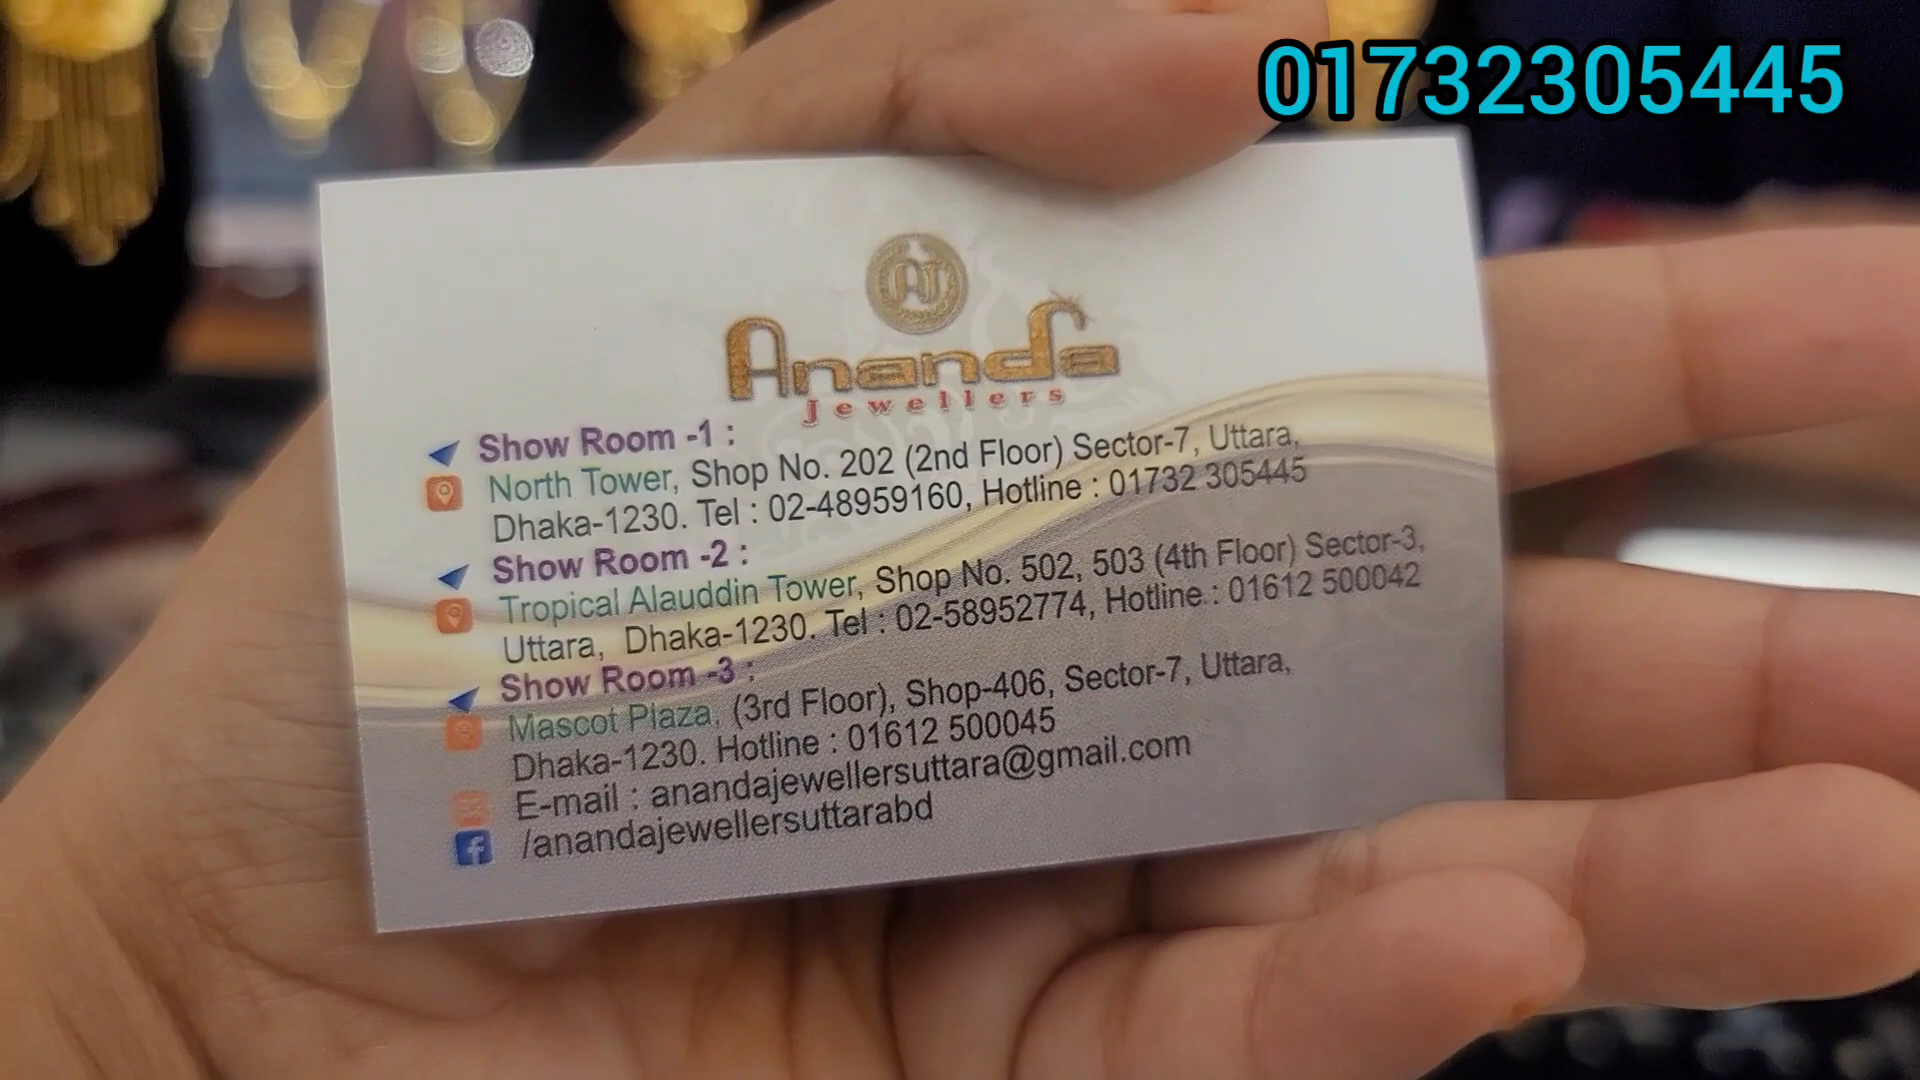 01732305445
AJ
Ananda
Jewellers
Show Room -1 :
North Tower, Shop No. 202 (2nd Floor) Sector-7, Uttara,
Dhaka-1230. Tel : 02-48959160, Hotline : 01732 305445
Show Room -2 :
Tropical Alauddin Tower, Shop No. 502, 503 (4th Floor) Sector-3,
Uttara, Dhaka-1230. Tel : 02-58952774, Hotline : 01612 500042
Show Room -3 :
Mascot Plaza, (3rd Floor), Shop-406, Sector-7, Uttara,
Dhaka-1230. Hotline : 01612 500045
E-mail : anandajewellersuttara@gmail.com
/anandajewellersuttarabd